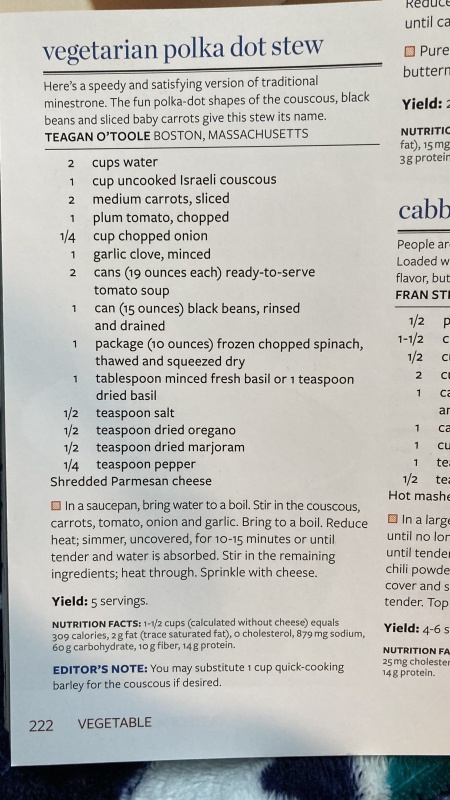 vegetarian polka dot stew
Here's a speedy and satisfying version of traditional
minestrone. The fun polka-dot shapes of the couscous, black
beans and sliced baby carrots give this stew its name.
TEAGAN O'TOOLE BOSTON, MASSACHUSETTS
2 cups water
1 cup uncooked Israeli couscous
2 medium carrots, sliced
1 plum tomato, chopped
1/4 cup chopped onion
1 garlic clove, minced
2 cans (19 ounces each) ready-to-serve
tomato soup
1 can (15 ounces) black beans, rinsed
and drained
1 package (10 ounces) frozen chopped spinach,
thawed and squeezed dry
1 tablespoon minced fresh basil or 1 teaspoon
dried basil
1/2 teaspoon salt
1/2 teaspoon dried oregano
1/2 teaspoon dried marjoram
1/4 teaspoon pepper
Shredded Parmesan cheese
In a saucepan, bring water to a boil. Stir in the couscous,
carrots, tomato, onion and garlic. Bring to a boil. Reduce
heat; simmer, uncovered, for 10-15 minutes or until
tender and water is absorbed. Stir in the remaining
ingredients; heat through. Sprinkle with cheese.
Yield: 5 servings.
NUTRITION FACTS: 1-1/2 cups (calculated without cheese) equals
309 calories, 2 g fat (trace saturated fat), 0 cholesterol, 879 mg sodium,
60 g carbohydrate, 10 g fiber, 14 g protein.
EDITOR'S NOTE: You may substitute 1 cup quick-cooking
barley for the couscous if desired.
222 VEGETABLE
until ca
Pure
buttern
Yield:
NUTRITIO
fat), 15 mg
3 g protein
cabb
People ar
Loaded w
flavor, but
FRAN STI
1/2 p
1-1/2 c
1/2 c
2 cu
1 ca
ar
1 ca
1 cu
1 te
1/2 tea
Hot mashe
In a large
until no lon
until tender
chili powde
cover and s
tender. Top
Yield: 4-6 s
NUTRITION FA
25 mg cholester
14 g protein.